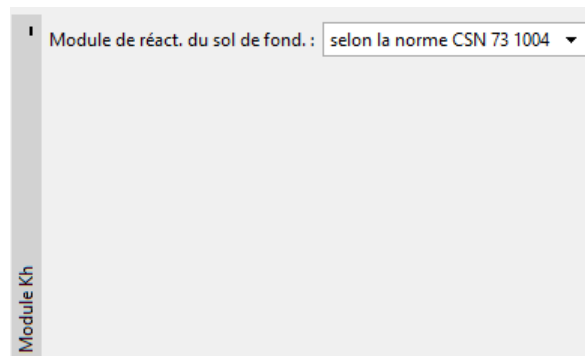 Module de réact. du sol de fond. : selon la norme CSN 73 1004
Module Kh